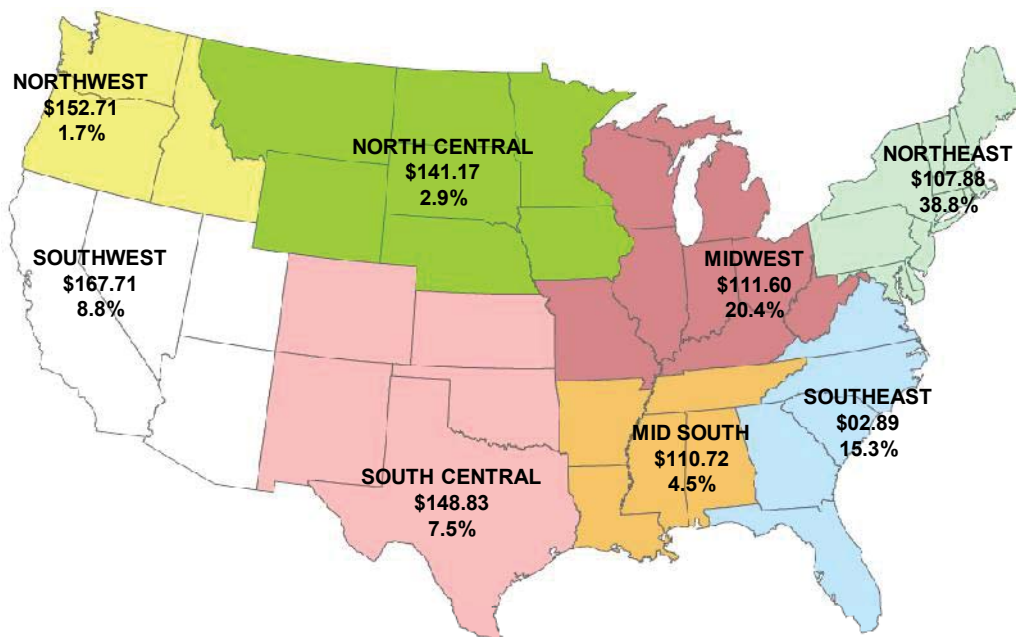 NORTHWEST
$152.71
1.7%
NORTH CENTRAL
$141.17
2.9%
NORTHEAST
$107.88
38.8%
SOUTHWEST
$167.71
8.8%
MIDWEST
$111.60
20.4%
SOUTHEAST
$02.89
15.3%
MID SOUTH
$110.72
4.5%
SOUTH CENTRAL
$148.83
7.5%